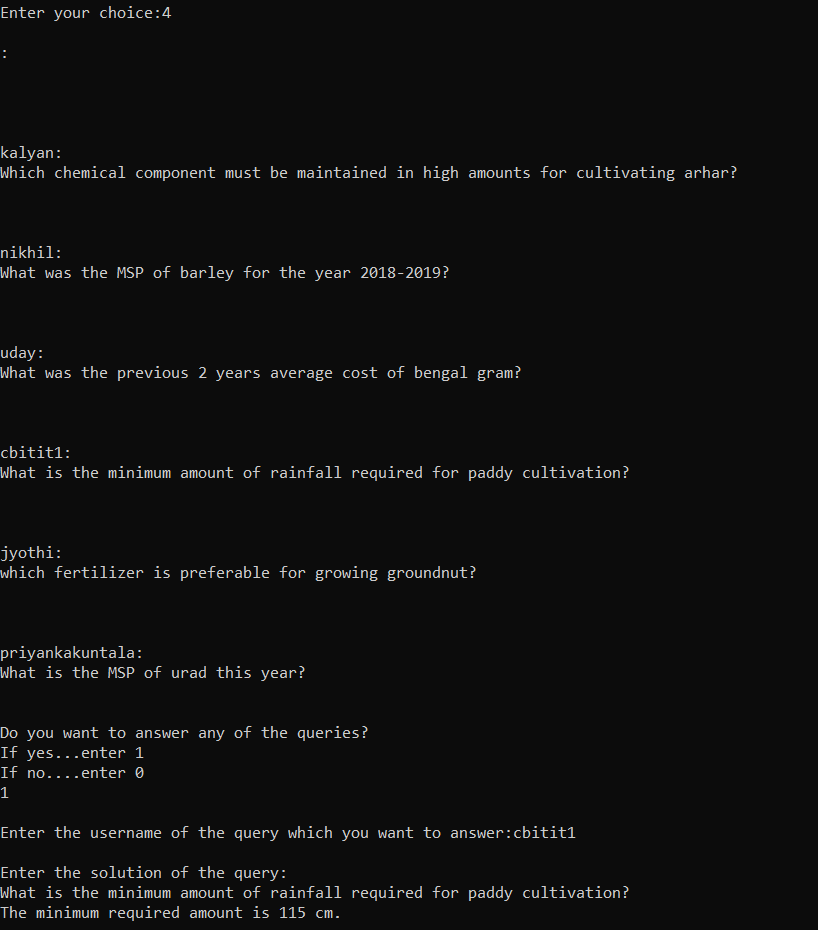 Enter your choice:4
:
kalyan:
Which chemical component must be maintained in high amounts for cultivating arhar?
nikhil:
What was the MSP of barley for the year 2018-2019?
uday:
What was the previous 2 years average cost of bengal gram?
cbitit1:
What is the minimum amount of rainfall required for paddy cultivation?
jyothi:
which fertilizer is preferable for growing groundnut?
priyankakuntala:
What is the MSP of urad this year?
Do you want to answer any of the queries?
If yes...enter 1
If no....enter 0
1
Enter the username of the query which you want to answer:cbitit1
Enter the solution of the query:
What is the minimum amount of rainfall required for paddy cultivation?
The minimum required amount is 115 cm.